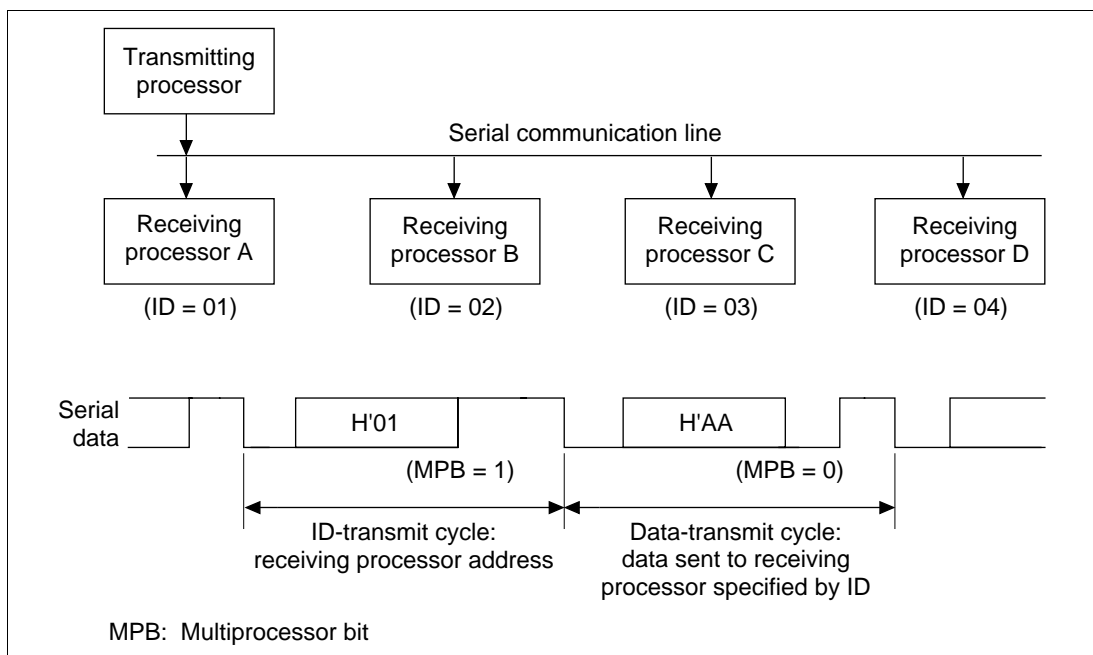 Transmitting
processor
Serial communication line
Receiving
processor A
(ID = 01)
Receiving
processor B
(ID = 02)
Receiving
processor C
(ID = 03)
Receiving
processor D
(ID = 04)
Serial
data
H'01
H'AA
(MPB = 1)
(MPB = 0)
ID-transmit cycle:
receiving processor address
Data-transmit cycle:
data sent to receiving
processor specified by ID
MPB: Multiprocessor bit